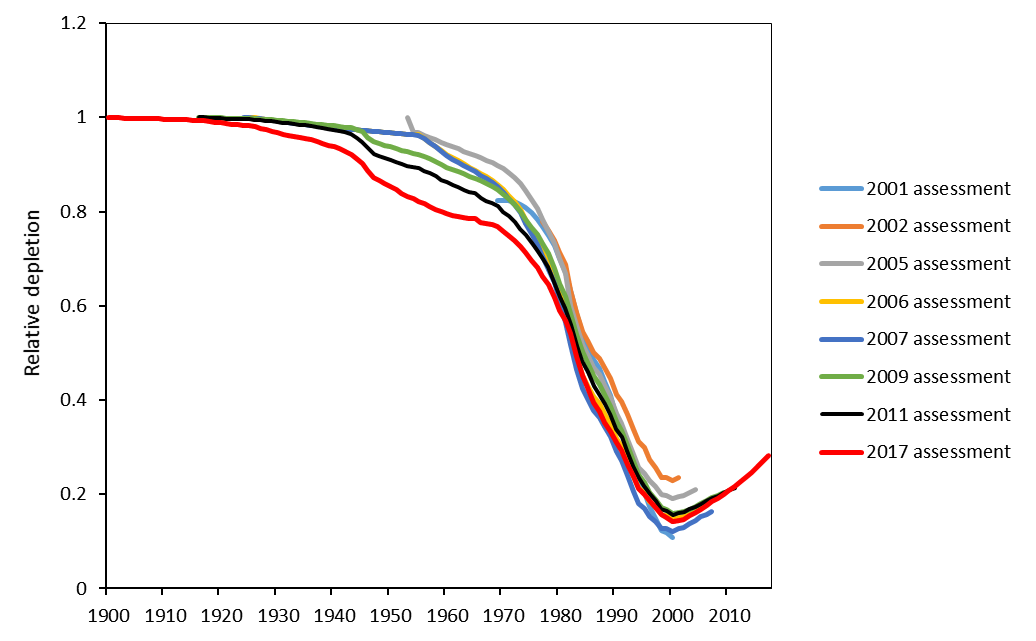 1.2
1
0.8
0.6
0.4
0.2
0
Relative depletion
1900 1910 1920 1930 1940 1950 1960 1970 1980 1990 2000 2010
2001 assessment
2002 assessment
2005 assessment
2006 assessment
2007 assessment
2009 assessment
2011 assessment
2017 assessment